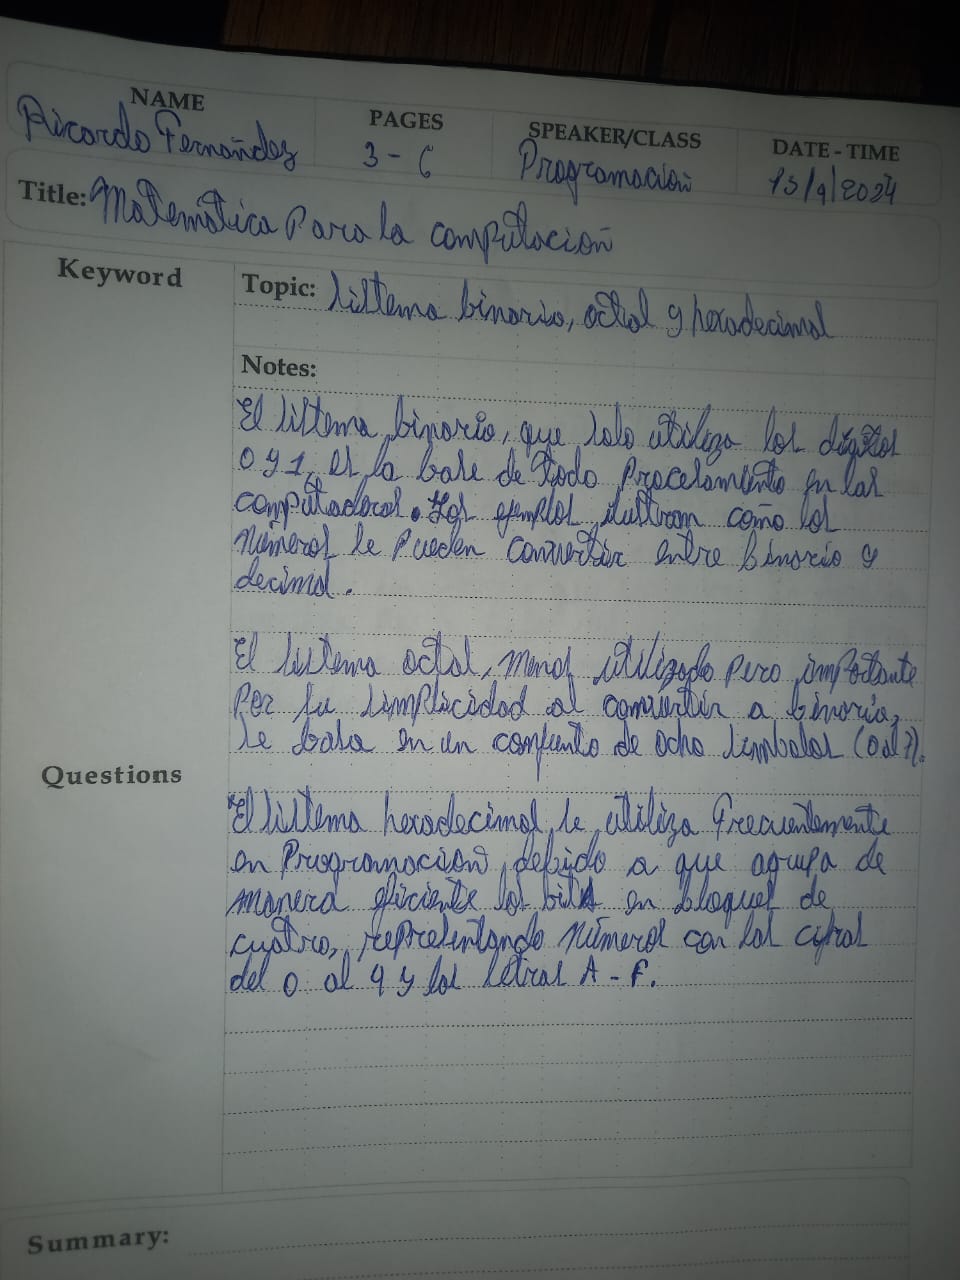 NAME
Ricardo Fernández
PAGES
3 - 6
SPEAKER/CLASS
Programación
DATE - TIME
13/9/2024
Title: Matemática Para la computación
Keyword
Topic: Sistema binario, octal y hexadecimal
Notes:
El sistema binario, que solo utiliza los dígitos
0 y 1, es la base de todo Procesamiento en las
computadoras. Los ejemplos ilustran como los
números se pueden convertir entre binario y
decimal.
El sistema octal, menos utilizado pero importante
por su simplicidad al convertir a binario,
se basa en un conjunto de ocho simbolos (0 al 7).
Questions
El sistema hexadecimal se utiliza frecuentemente
en Programación, debido a que agrupa de
manera eficiente los bits en bloques de
cuatro, representando números con las cifras
del 0 al 9 y las letras A - F.
Summary: